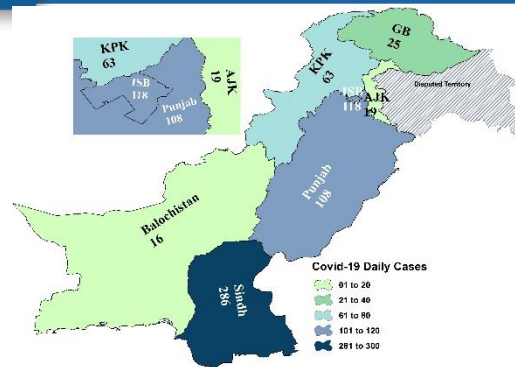 KPK
63
ISB
118
Punjab
108
AJK
19
GB
25
KPK
63
ISB
118
AJK
19
Disputed Territory
Punjab
108
Balochistan
16
Sindh
286
Covid-19 Daily Cases
01 to 20
21 to 40
61 to 80
101 to 120
281 to 300